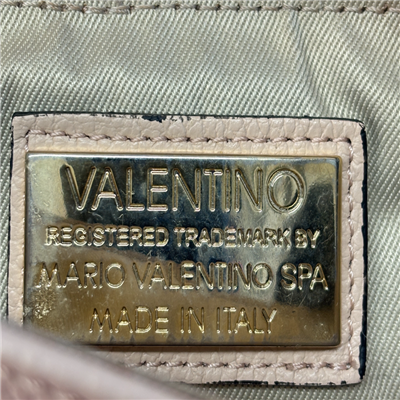 VALENTINO
REGISTERED TRADEMARK BY
MARIO VALENTINO SPA
MADE IN ITALY